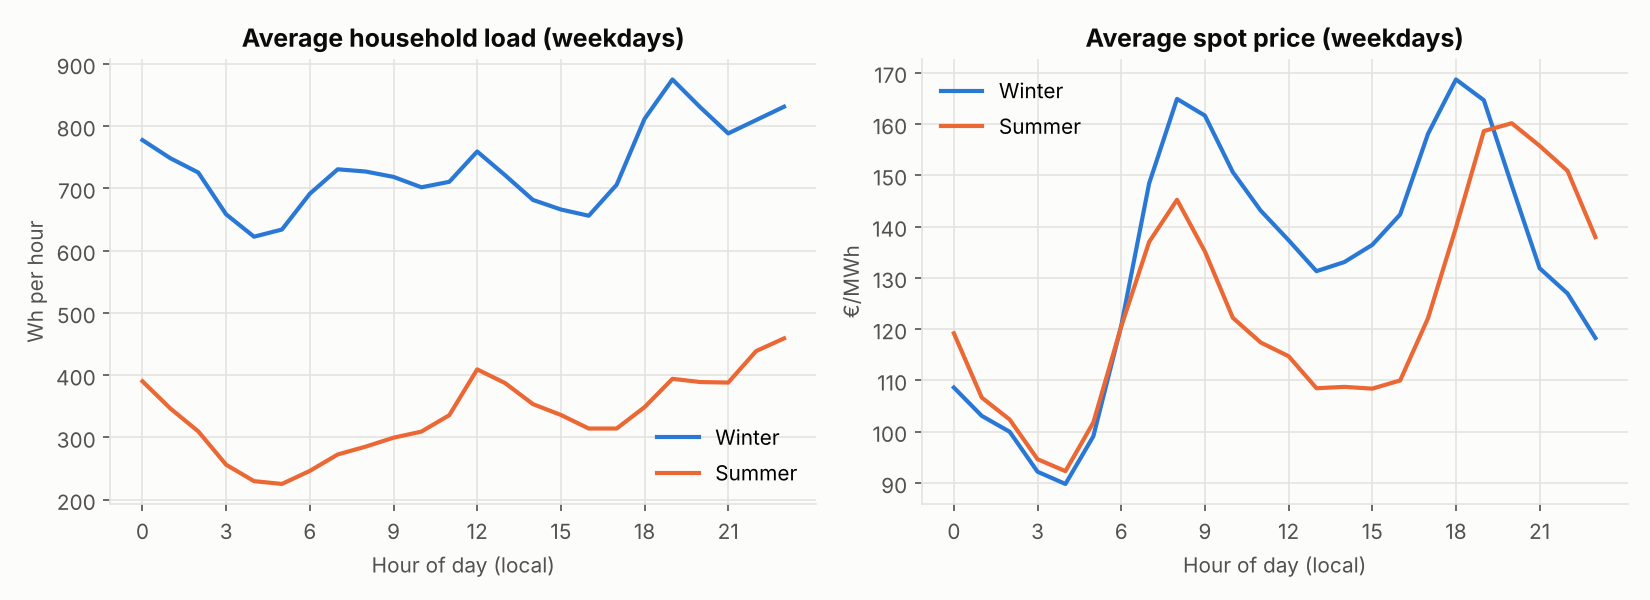 Average household load (weekdays)
900
800
700
600
500
400
300
200
Wh per hour
Winter
Summer
0 3 6 9 12 15 18 21
Hour of day (local)
Average spot price (weekdays)
170
160
150
140
130
120
110
100
90
€/MWh
Winter
Summer
0 3 6 9 12 15 18 21
Hour of day (local)